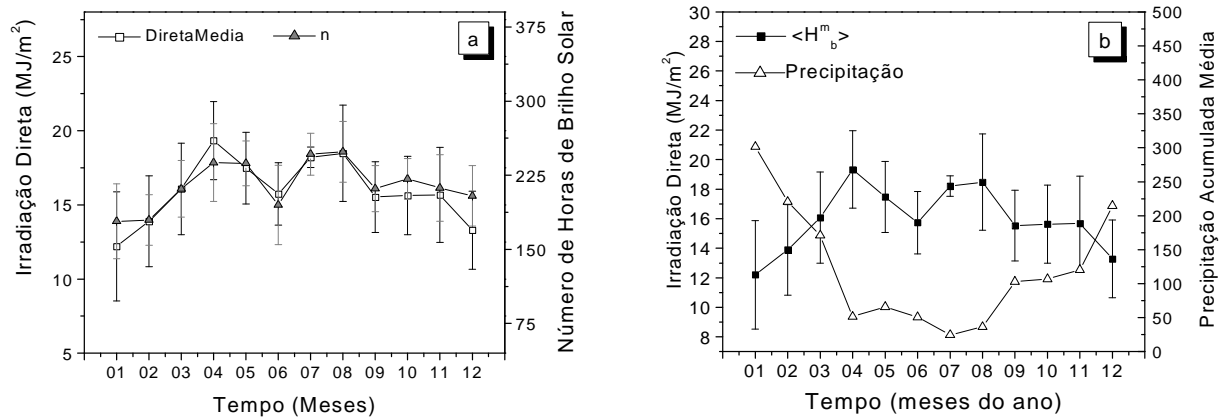 a
DiretaMedia
n
Irradiação Direta (MJ/m²)
25
20
15
10
5
375
300
225
150
75
Número de Horas de Brilho Solar
01 02 03 04 05 06 07 08 09 10 11 12
Tempo (Meses)
b
<H^m_b>
Precipitação
Irradiação Direta (MJ/m²)
30
28
26
24
22
20
18
16
14
12
10
8
500
450
400
350
300
250
200
150
100
50
0
Precipitação Acumulada Média
01 02 03 04 05 06 07 08 09 10 11 12
Tempo (meses do ano)